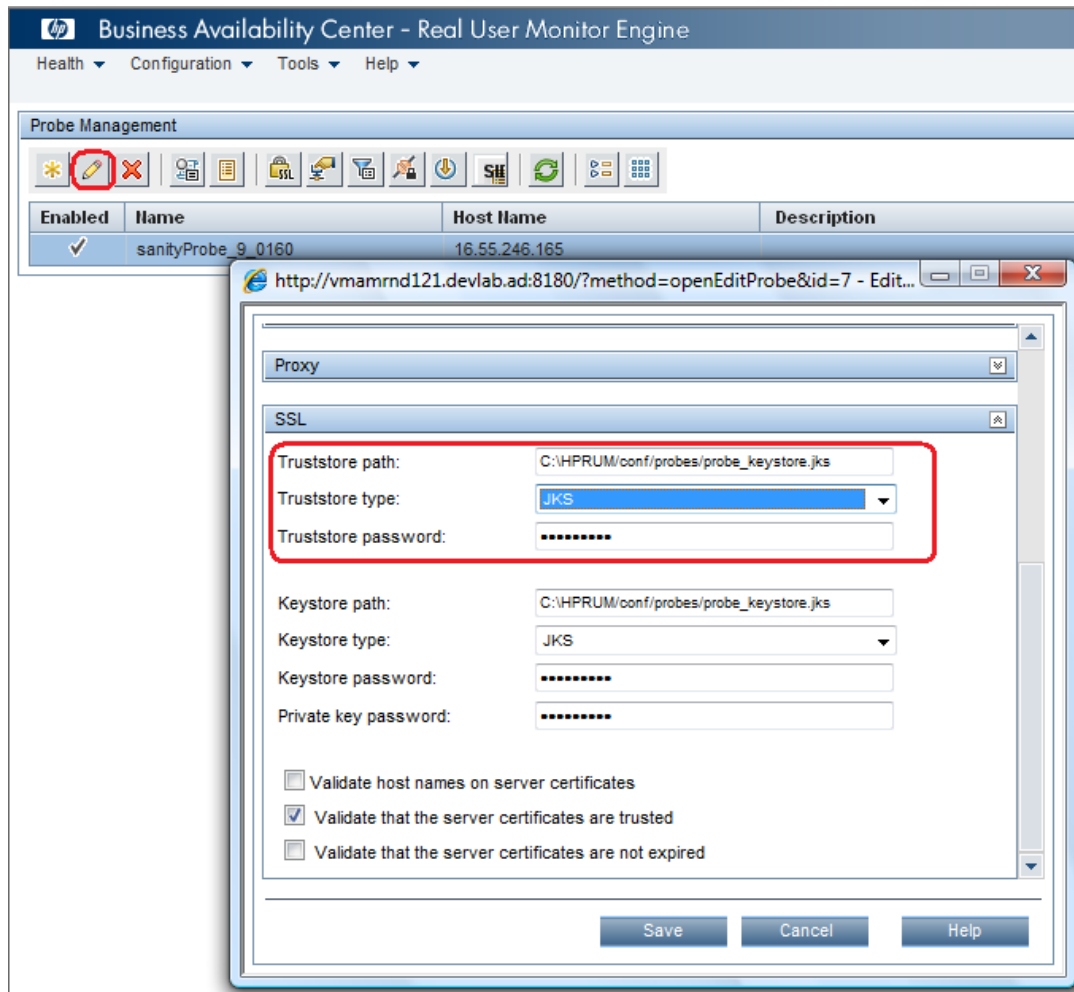 hp Business Availability Center - Real User Monitor Engine
Health Configuration Tools Help
Probe Management
SSL
Enabled Name Host Name Description
sanityProbe_9_0160 16.55.246.165
http://vmamrnd121.devlab.ad:8180/?method=openEditProbe&id=7 - Edit...
Proxy
SSL
Truststore path: C:\HPRUM/conf/probes/probe_keystore.jks
Truststore type: JKS
Truststore password: •••••••••
Keystore path: C:\HPRUM/conf/probes/probe_keystore.jks
Keystore type: JKS
Keystore password: •••••••••
Private key password: •••••••••
Validate host names on server certificates
Validate that the server certificates are trusted
Validate that the server certificates are not expired
Save Cancel Help